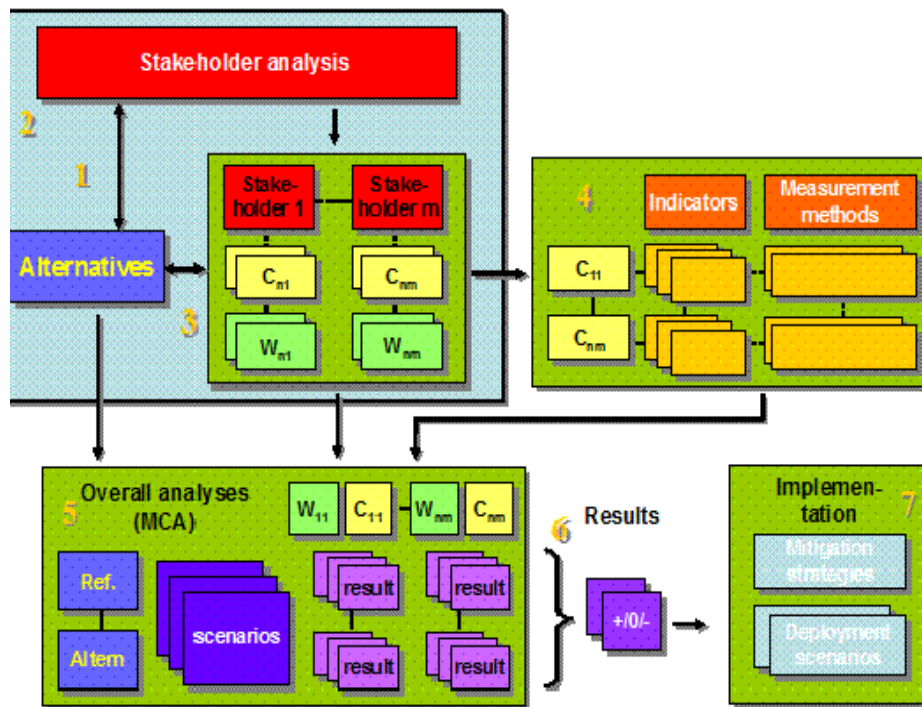 Stakeholder analysis
2
1
Stake-
holder 1
Stake-
holder m
4
Indicators
Measurement
methods
Alternatives
C11
Cn1
Cnm
3
Wn1
Wnm
Cnm
5
Overall analyses
(MCA)
W11
C11
Wnm
Cnm
6
Results
Implemen-
tation
7
Mitigation
strategies
Ref.
result
result
+/0/-
scenarios
Altern
result
result
Deployment
scenarios